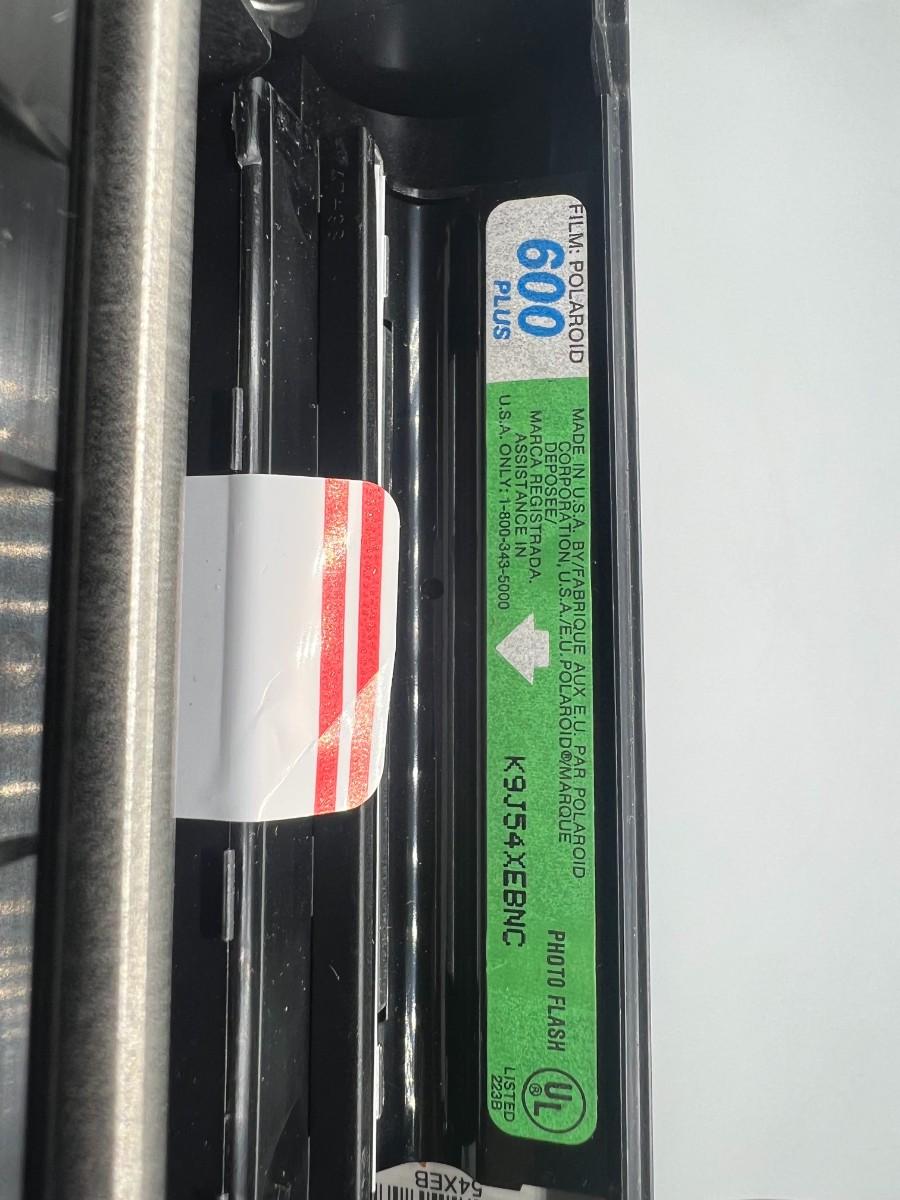 FILM: POLAROID
600
PLUS
MADE IN U.S.A. BY/FABRIQUE AUX E.U. PAR POLAROID
CORPORATION, U.S.A./E.U. POLAROID®/MARQUE
DEPOSEE/
MARCA REGISTRADA.
ASSISTANCE IN
U.S.A. ONLY: 1-800-343-5000
K9J54XEBNC
PHOTO FLASH
UL
®
LISTED
223B
54XEB